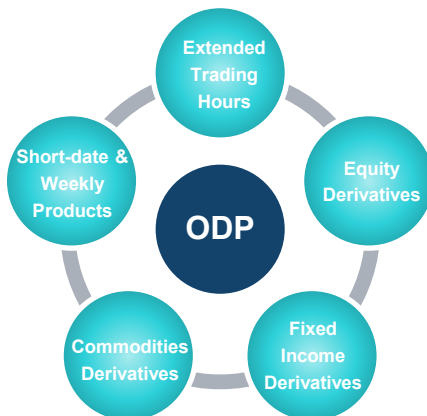 Extended
Trading
Hours
Short-date &
Weekly
Products
Equity
Derivatives
ODP
Commodities
Derivatives
Fixed
Income
Derivatives